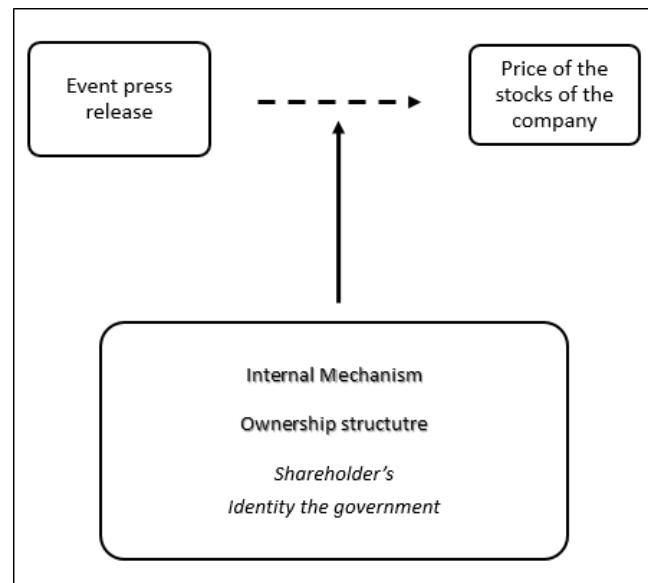 Event press
release
Price of the
stocks of the
company
Internal Mechanism
Ownership structutre
Shareholder's
Identity the government